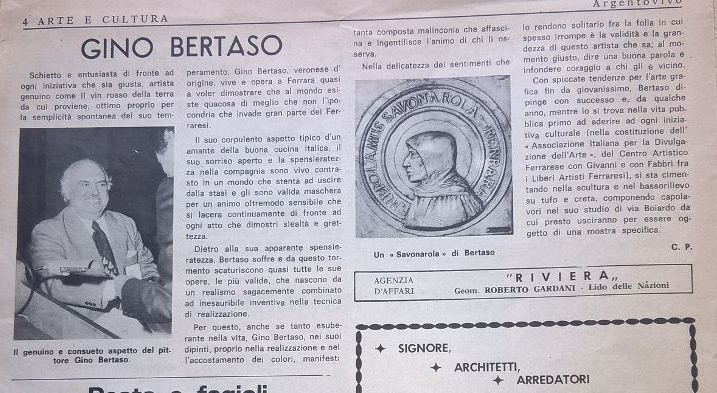 Argentovivo
4 ARTE E CULTURA
GINO BERTASO
Schietto e entusiasta di fronte ad
ogni iniziativa che sia giusta, artista
genuino come il vin rosso della terra
da cui proviene, ottimo proprio per
la semplicità spontanea del suo tem-
Il genuino e consueto aspetto del pit-
tore Gino Bertaso.
peramento, Gino Bertaso, veronese d'
origine, vive e opera a Ferrara quasi
a voler dimostrare che al mondo esi-
ste quacosa di meglio che non l'ipo-
condria che invade gran parte dei Fer-
raresi.
Il suo corpulento aspetto tipico d'un
amante della buona cucina italica, il
suo sorriso aperto e la spensieratez-
za nella compagnia sono vivo contra-
sto in un mondo che stenta ad uscire
dalla stasi e gli sono valida maschera
per un animo oltremodo sensibile che
si lacera continuamente di fronte ad
ogni atto che dimostri slealtà e gret-
tezza.
Dietro alla sua apparente spensie-
ratezza, Bertaso soffre e da questo tor-
mento scaturiscono quasi tutte le sue
opere, le più valide, che nascono da
un realismo sagacemente combinato
ad inesauribile inventiva nella tecnica
di realizzazione.
Per questo, anche se tanto esube-
rante nella vita, Gino Bertaso, nei suoi
dipinti, proprio nella realizzazione e nel-
l'accostamento dei colori, manifesta
tanta composta malinconia che affasci-
na e ingentilisce l'animo di chi li os-
serva.
Nella delicatezza dei sentimenti che
SAVONAROLA
Un « Savonarola » di Bertaso
lo rendono solitario fra la folla in cui
spesso irrompe è la validità e la gran-
dezza di questo artista che sa, al mo-
mento giusto, dire una buona parola e
infondere coraggio a chi gli è vicino.
Con spiccate tendenze per l'arte gra-
fica fin da giovanissimo, Bertaso di-
pinge con successo e, da qualche
anno, mentre lo si trova nella vita pub-
blica primo ad aderire ad ogni inizia-
tiva culturale (nella costituzione dell'
« Associazione Italiana per la Divulga-
zione dell'Arte », del Centro Artistico
Ferrarese con Givanni e con Fabbri fra
i Liberi Artisti Ferraresi), si sta cimen-
tando nella scultura e nel bassorilievo
su tufo e creta, componendo capola-
vori nel suo studio di via Boiardo da
cui presto usciranno per essere og-
getto di una mostra specifica.
C. P.
AGENZIA
D'AFFARI
"RIVIERA„
Geom. ROBERTO GARDANI - Lido delle Nazioni
SIGNORE,
ARCHITETTI,
ARREDATORI